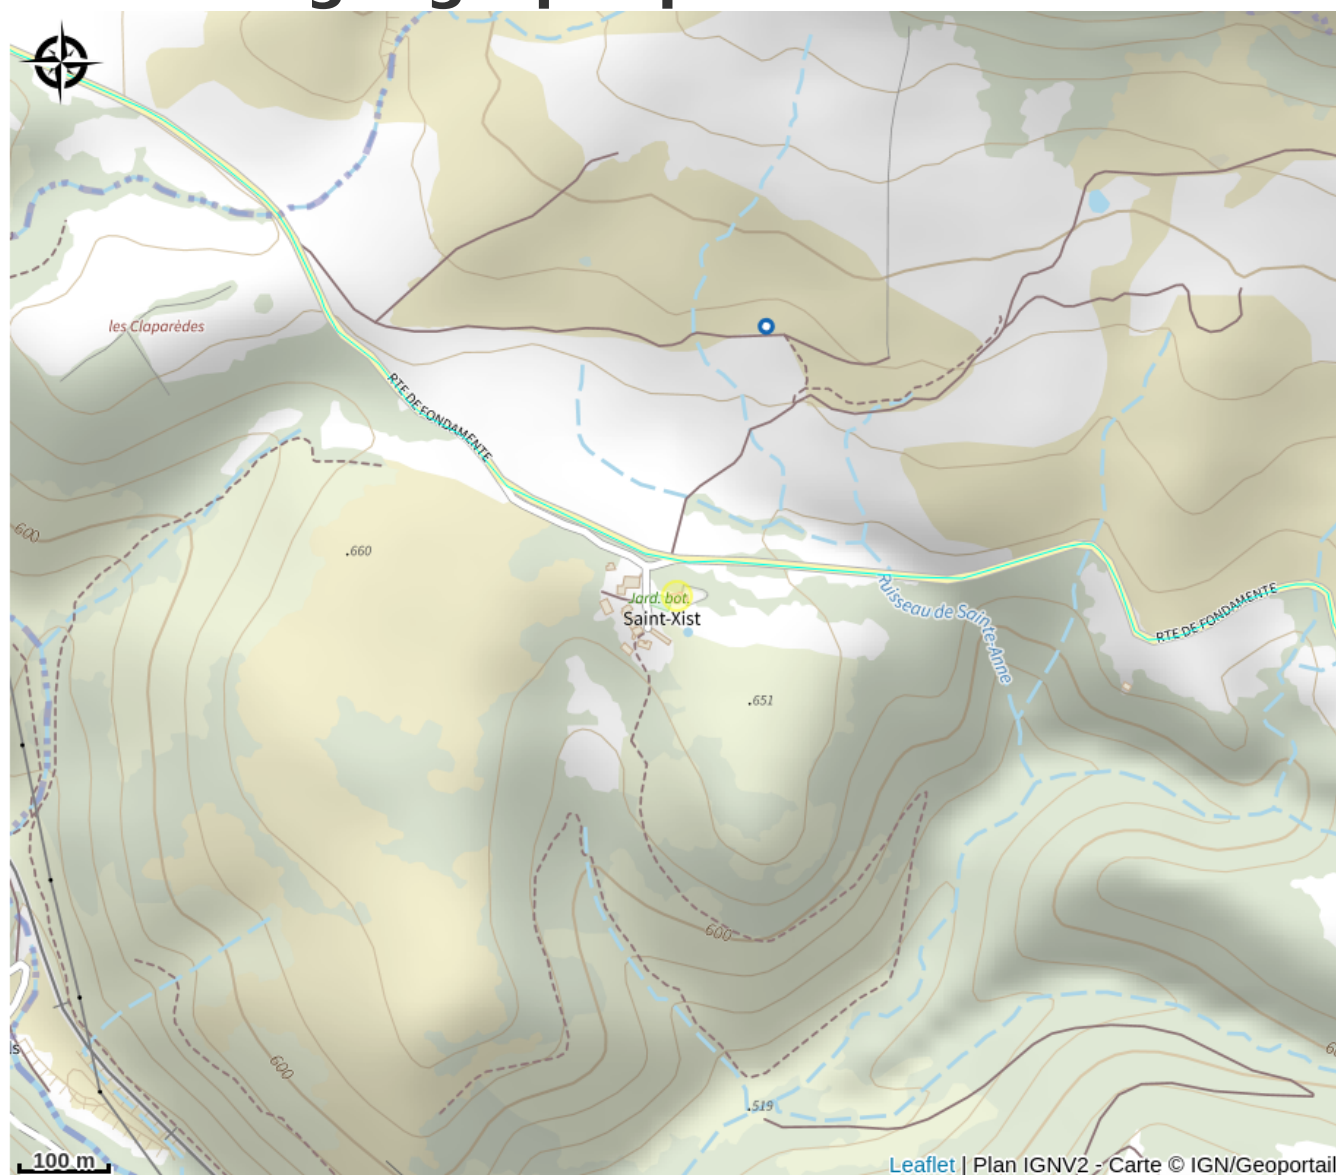 les Claparèdes
RTE DE FONDAMENTE
600
.660
Jard. bot.
Saint-Xist
Ruisseau de Sainte-Anne
RTE DE FONDAMENTE
.651
600
600
.519
100 m
Leaflet | Plan IGNV2 - Carte © IGN/Geoportail